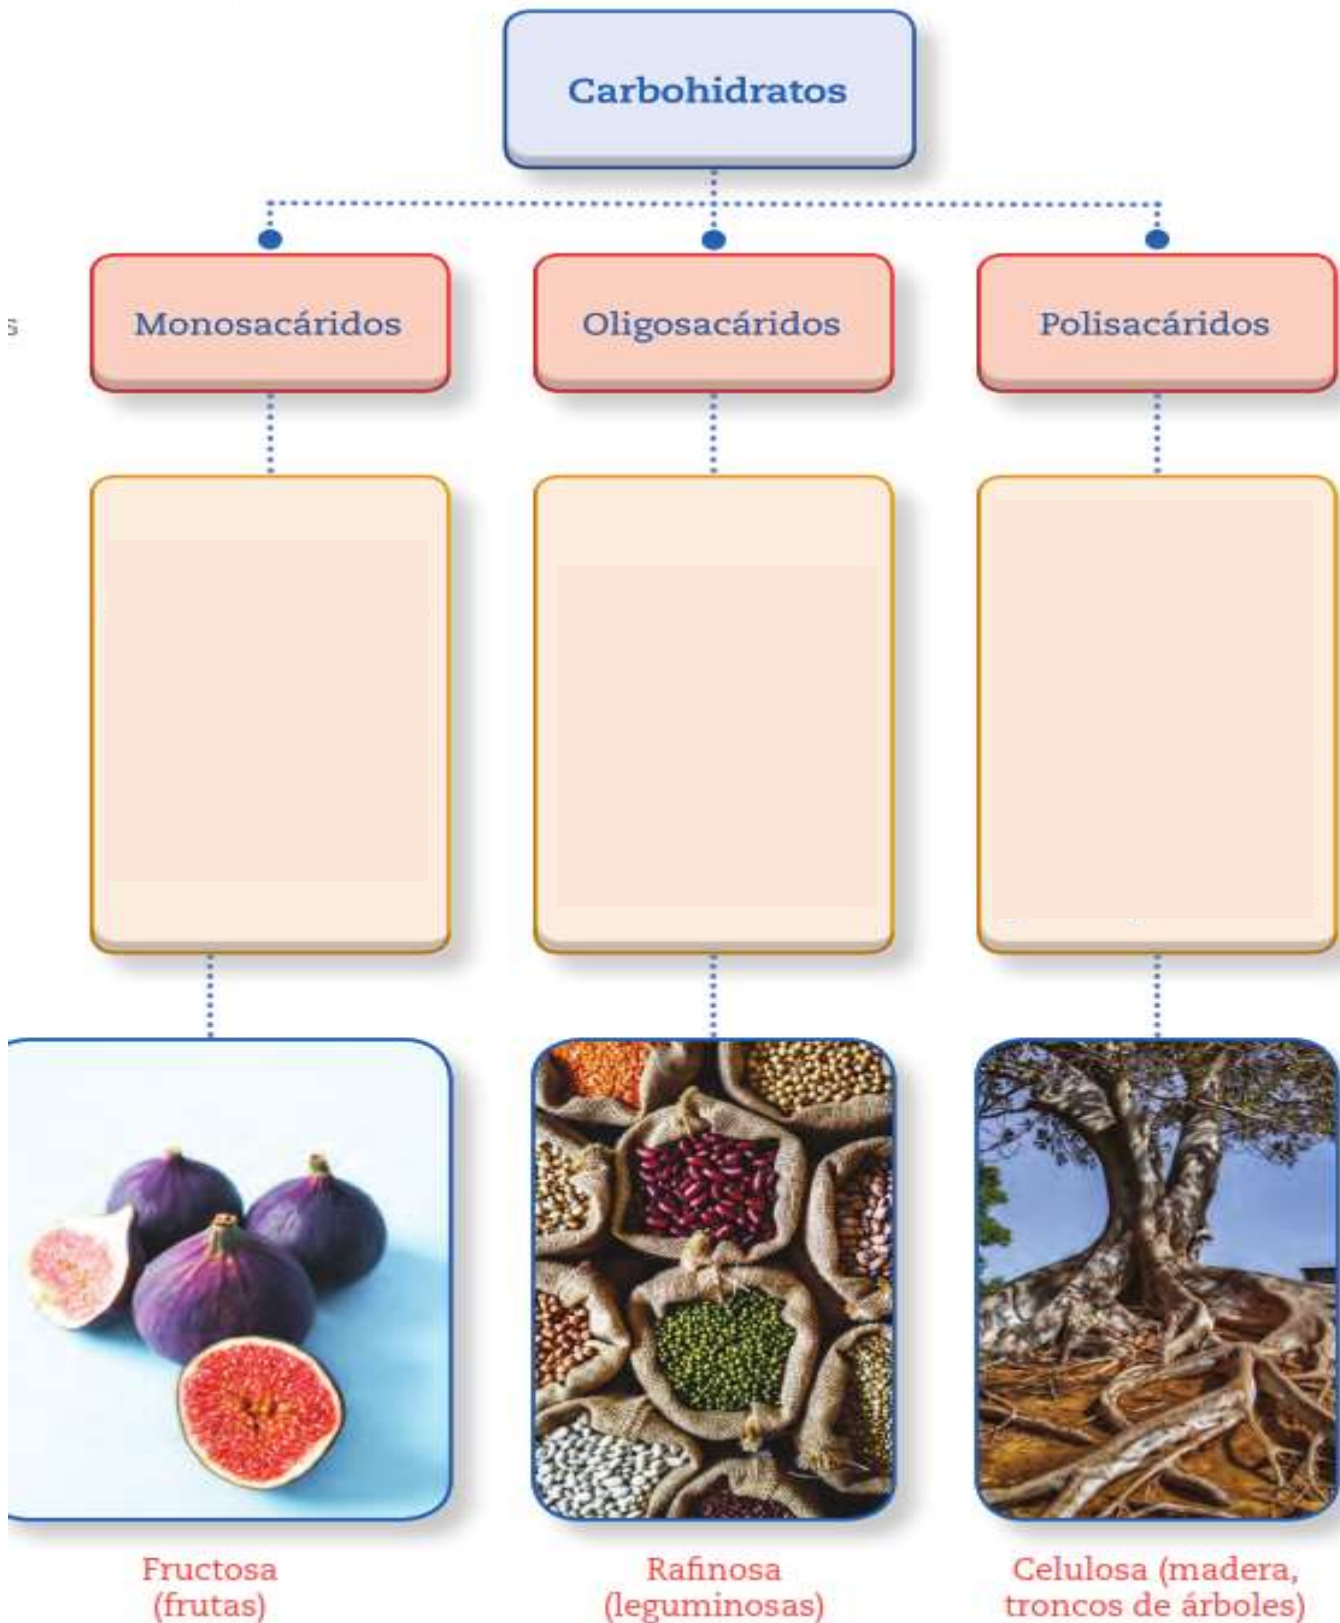 Carbohidratos
s
Monosacáridos
Oligosacáridos
Polisacáridos
Fructosa
(frutas)
Rafinosa
(leguminosas)
Celulosa (madera,
troncos de árboles)